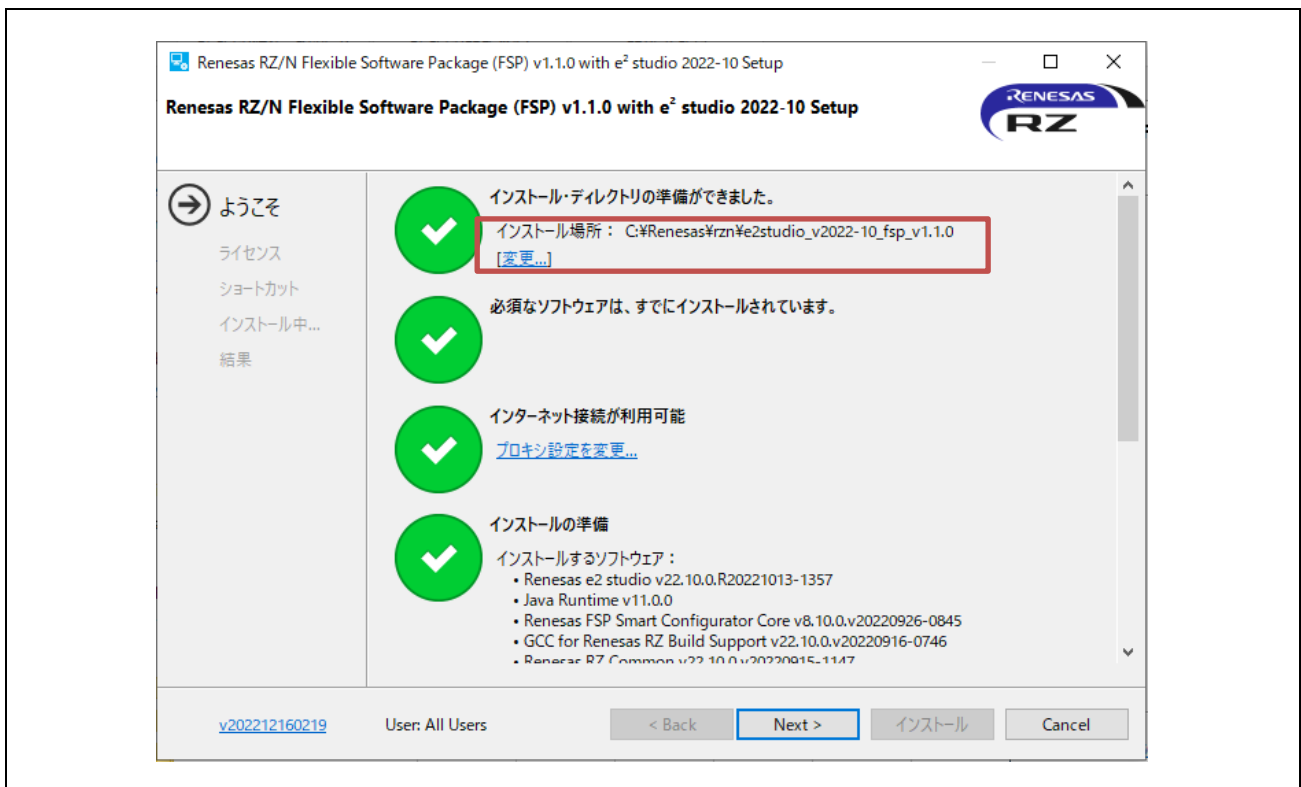 Renesas RZ/N Flexible Software Package (FSP) v1.1.0 with e² studio 2022-10 Setup
Renesas RZ/N Flexible Software Package (FSP) v1.1.0 with e² studio 2022-10 Setup
RENESAS
RZ
ようこそ
ライセンス
ショートカット
インストール中...
結果
インストール・ディレクトリの準備ができました。
インストール場所： C:¥Renesas¥rzn¥e2studio_v2022-10_fsp_v1.1.0
[変更...]
必須なソフトウェアは、すでにインストールされています。
インターネット接続が利用可能
プロキシ設定を変更...
インストールの準備
インストールするソフトウェア：
• Renesas e2 studio v22.10.0.R20221013-1357
• Java Runtime v11.0.0
• Renesas FSP Smart Configurator Core v8.10.0.v20220926-0845
• GCC for Renesas RZ Build Support v22.10.0.v20220916-0746
• Renesas RZ Common v22.10.0.v20220915-1147
v202212160219
User: All Users
< Back
Next >
インストール
Cancel